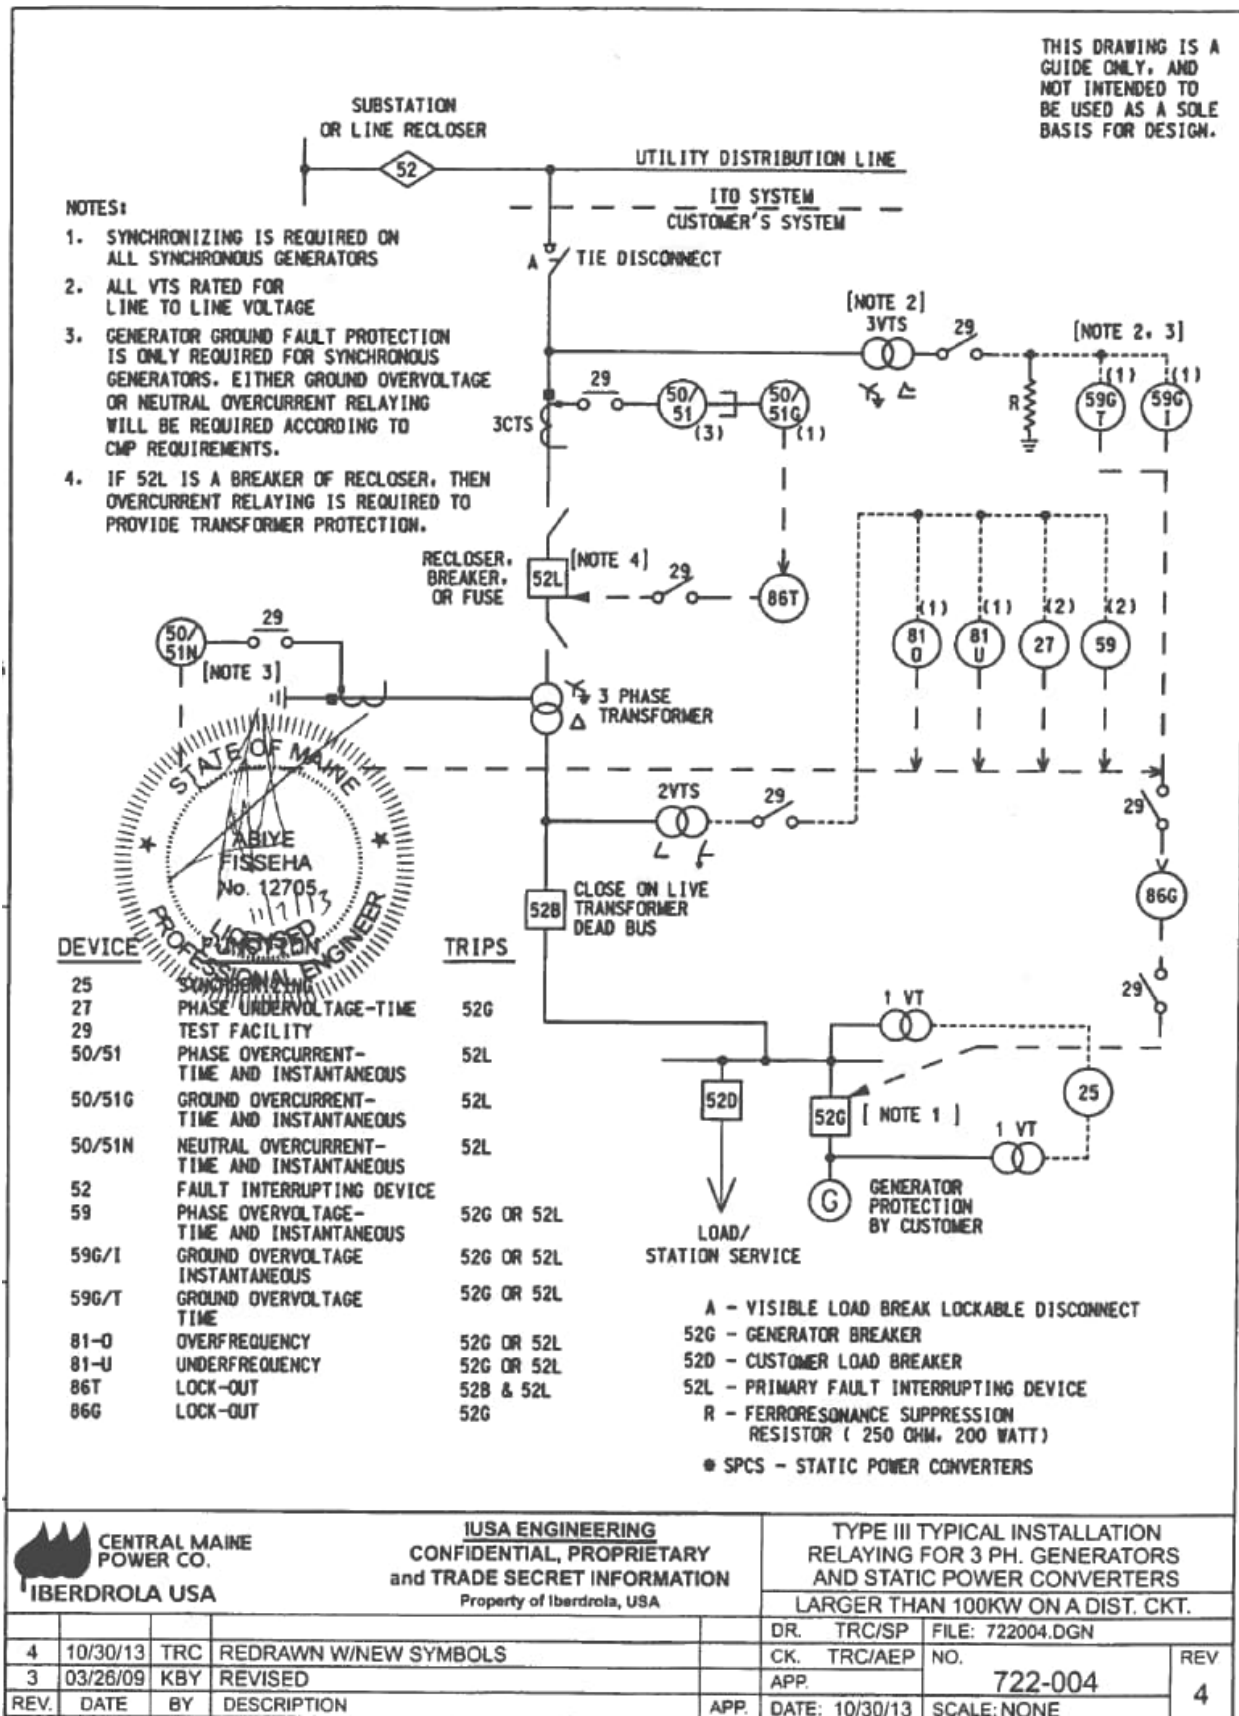 THIS DRAWING IS A
GUIDE ONLY, AND
NOT INTENDED TO
BE USED AS A SOLE
BASIS FOR DESIGN.
SUBSTATION
OR LINE RECLOSER
52
UTILITY DISTRIBUTION LINE
ITO SYSTEM
CUSTOMER'S SYSTEM
A
TIE DISCONNECT
NOTES:
1. SYNCHRONIZING IS REQUIRED ON
ALL SYNCHRONOUS GENERATORS
2. ALL VTS RATED FOR
LINE TO LINE VOLTAGE
3. GENERATOR GROUND FAULT PROTECTION
IS ONLY REQUIRED FOR SYNCHRONOUS
GENERATORS. EITHER GROUND OVERVOLTAGE
OR NEUTRAL OVERCURRENT RELAYING
WILL BE REQUIRED ACCORDING TO
CMP REQUIREMENTS.
4. IF 52L IS A BREAKER OF RECLOSER, THEN
OVERCURRENT RELAYING IS REQUIRED TO
PROVIDE TRANSFORMER PROTECTION.
[NOTE 2]
3VTS
29
[NOTE 2, 3]
R
(1)
59G
T
(1)
59G
I
3CTS
29
50/
51
(3)
50/
51G
(1)
RECLOSER,
BREAKER,
OR FUSE
52L
[NOTE 4]
29
86T
(1)
81
O
(1)
81
U
(2)
27
(2)
59
50/
51N
29
[NOTE 3]
3 PHASE
TRANSFORMER
2VTS
29
29
86G
29
52B
CLOSE ON LIVE
TRANSFORMER
DEAD BUS
STATE OF MAINE
ABIYE
FISSEHA
No. 12705
11/7/13
LICENSED
PROFESSIONAL ENGINEER
1 VT
25
52D
52G
[ NOTE 1 ]
1 VT
G
GENERATOR
PROTECTION
BY CUSTOMER
LOAD/
STATION SERVICE
DEVICE FUNCTION TRIPS
25 SYNCHRONIZING
27 PHASE UNDERVOLTAGE-TIME 52G
29 TEST FACILITY
50/51 PHASE OVERCURRENT- 52L
TIME AND INSTANTANEOUS
50/51G GROUND OVERCURRENT- 52L
TIME AND INSTANTANEOUS
50/51N NEUTRAL OVERCURRENT- 52L
TIME AND INSTANTANEOUS
52 FAULT INTERRUPTING DEVICE
59 PHASE OVERVOLTAGE- 52G OR 52L
TIME AND INSTANTANEOUS
59G/I GROUND OVERVOLTAGE 52G OR 52L
INSTANTANEOUS
59G/T GROUND OVERVOLTAGE 52G OR 52L
TIME
81-O OVERFREQUENCY 52G OR 52L
81-U UNDERFREQUENCY 52G OR 52L
86T LOCK-OUT 52B & 52L
86G LOCK-OUT 52G
A - VISIBLE LOAD BREAK LOCKABLE DISCONNECT
52G - GENERATOR BREAKER
52D - CUSTOMER LOAD BREAKER
52L - PRIMARY FAULT INTERRUPTING DEVICE
R - FERRORESONANCE SUPPRESSION
RESISTOR ( 250 OHM, 200 WATT)
* SPCS - STATIC POWER CONVERTERS
CENTRAL MAINE
POWER CO.
IBERDROLA USA
IUSA ENGINEERING
CONFIDENTIAL, PROPRIETARY
and TRADE SECRET INFORMATION
Property of Iberdrola, USA
TYPE III TYPICAL INSTALLATION
RELAYING FOR 3 PH. GENERATORS
AND STATIC POWER CONVERTERS
LARGER THAN 100KW ON A DIST. CKT.
DR. TRC/SP FILE: 722004.DGN
4 10/30/13 TRC REDRAWN W/NEW SYMBOLS
CK. TRC/AEP NO. REV
3 03/26/09 KBY REVISED
APP. 722-004 4
REV. DATE BY DESCRIPTION APP.
DATE: 10/30/13 SCALE: NONE